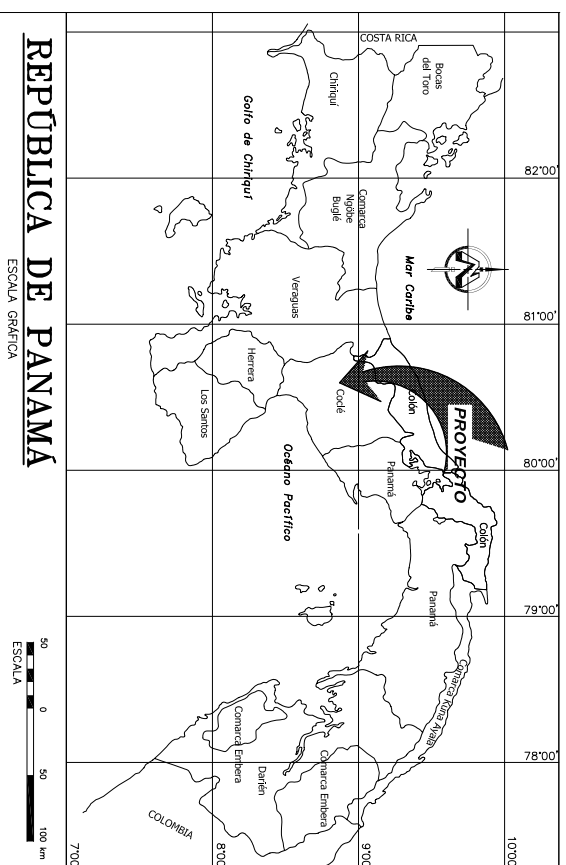 COSTA RICA
Bocas
del Toro
Chiriquí
Golfo de Chiriquí
82°00'
Comarca
Ngöbe
Buglé
Mar Caribe
N
Veraguas
81°00'
Herrera
Los Santos
Coclé
Colón
PROYECTO
Océano Pacífico
Panamá
80°00'
Colón
Panamá
79°00'
Comarca Kuna Ayala
78°00'
Comarca Embera
Comarca Embera
Darién
COLOMBIA
7°00'
8°00'
9°00'
10°00'
REPÚBLICA DE PANAMÁ
ESCALA GRÁFICA
50 0 50 100 km
ESCALA